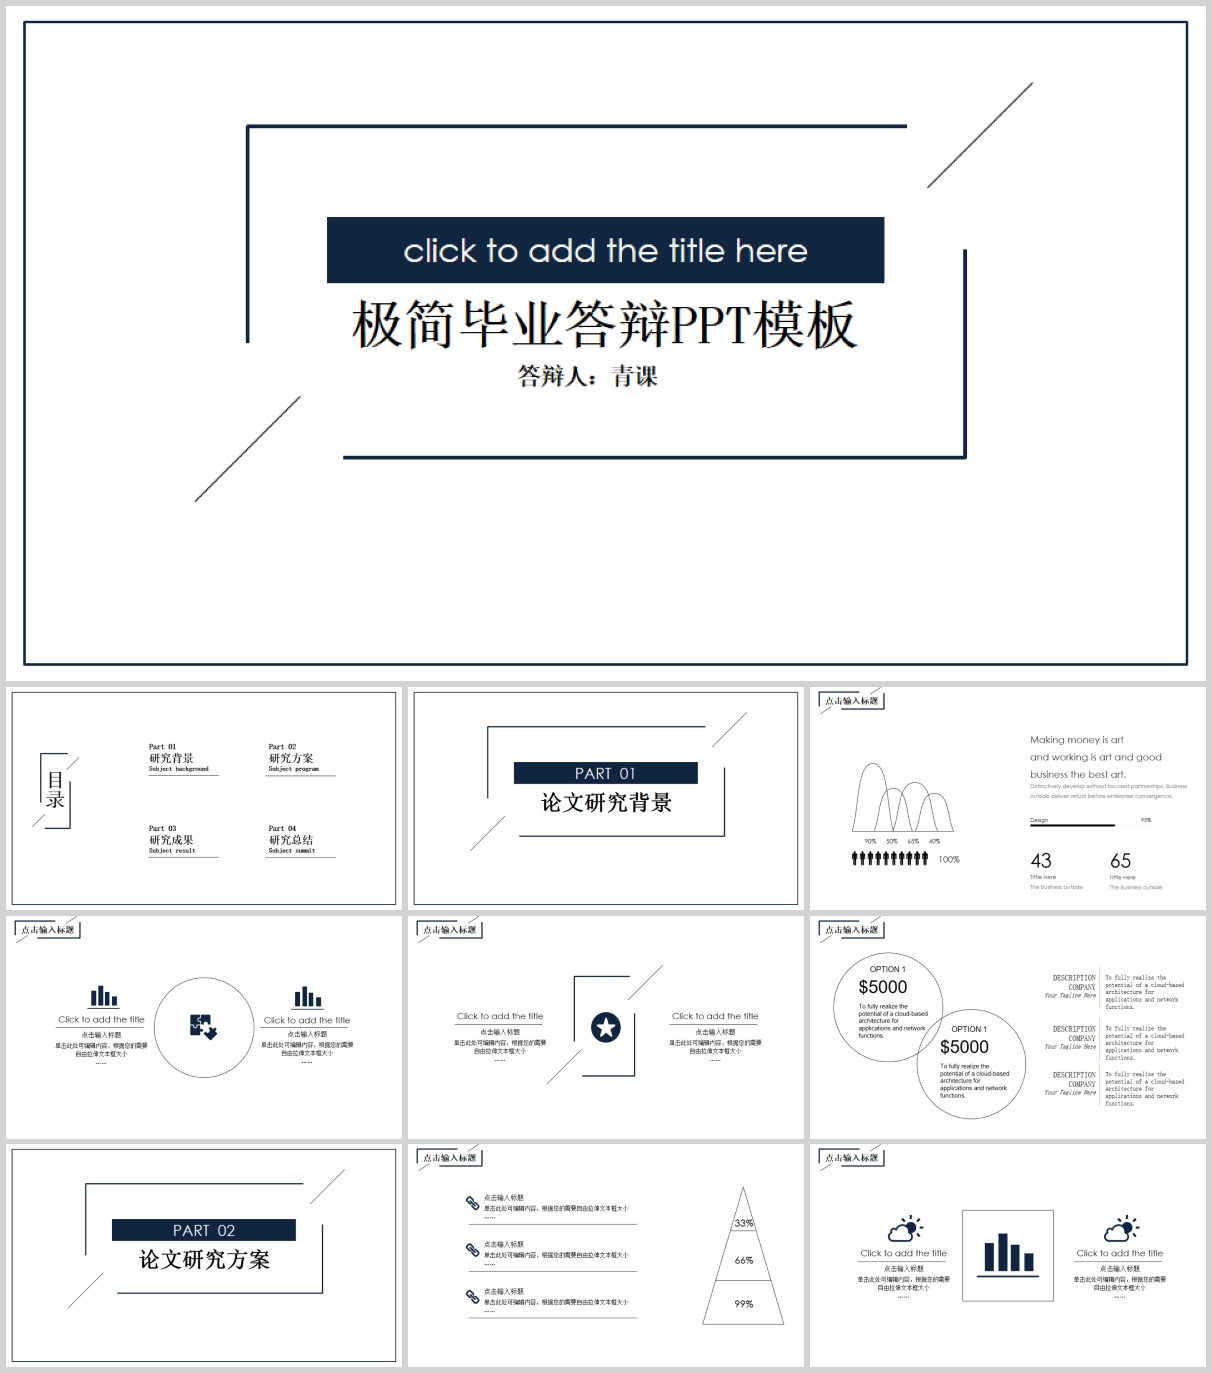 click to add the title here
极简毕业答辩PPT模板
答辩人：青课
目
录
Part 01
研究背景
Subject background
Part 02
研究方案
Subject program
Part 03
研究成果
Subject result
Part 04
研究总结
Subject summit
PART 01
论文研究背景
点击输入标题
90%
50%
65%
40%
100%
Making money is art
and working is art and good
business the best art.
Distinctively develop without focused partnerships. Business
outside deliver virtual before enterprise convergence.
Design
95%
43
Title Here
The Business outside
65
Title Here
The Business outside
点击输入标题
Click to add the title
点击输入标题
单击此处可编辑内容，根据您的需要
自由拉伸文本框大小
……
Click to add the title
点击输入标题
单击此处可编辑内容，根据您的需要
自由拉伸文本框大小
……
点击输入标题
Click to add the title
点击输入标题
单击此处可编辑内容，根据您的需要
自由拉伸文本框大小
……
Click to add the title
点击输入标题
单击此处可编辑内容，根据您的需要
自由拉伸文本框大小
……
点击输入标题
OPTION 1
$5000
To fully realize the
potential of a cloud-based
architecture for
applications and network
functions.
OPTION 1
$5000
To fully realize the
potential of a cloud-based
architecture for
applications and network
functions.
DESCRIPTION
COMPANY
Your Tagline Here
To fully realize the
potential of a cloud-based
architecture for
applications and network
functions.
DESCRIPTION
COMPANY
Your Tagline Here
To fully realize the
potential of a cloud-based
architecture for
applications and network
functions.
DESCRIPTION
COMPANY
Your Tagline Here
To fully realize the
potential of a cloud-based
architecture for
applications and network
functions.
PART 02
论文研究方案
点击输入标题
点击输入标题
单击此处可编辑内容，根据您的需要自由拉伸文本框大小
……
点击输入标题
单击此处可编辑内容，根据您的需要自由拉伸文本框大小
……
点击输入标题
单击此处可编辑内容，根据您的需要自由拉伸文本框大小
……
33%
66%
99%
点击输入标题
Click to add the title
点击输入标题
单击此处可编辑内容，根据您的需要
自由拉伸文本框大小
……
Click to add the title
点击输入标题
单击此处可编辑内容，根据您的需要
自由拉伸文本框大小
……